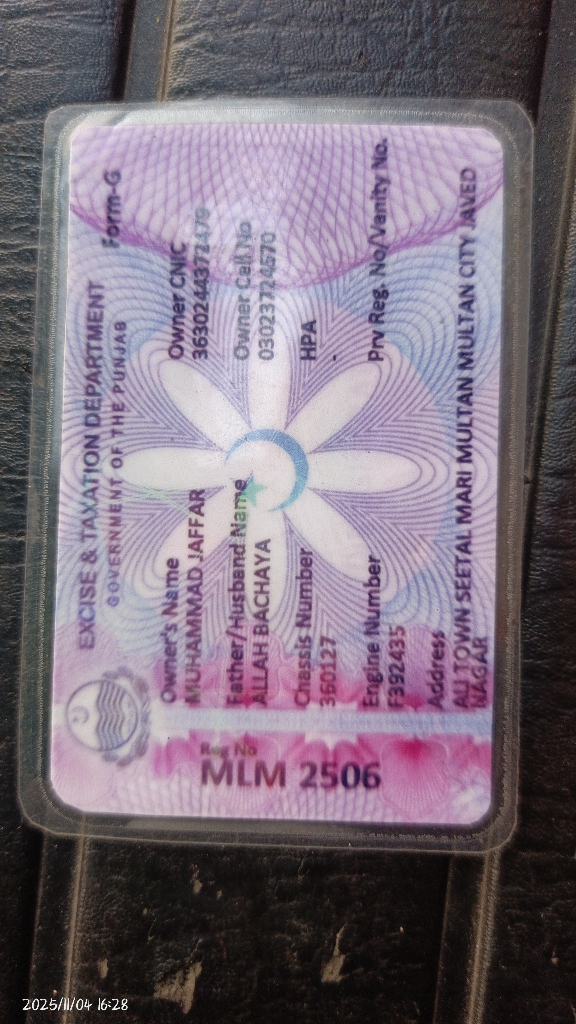 EXCISE & TAXATION DEPARTMENT
GOVERNMENT OF THE PUNJAB
Form-G
Owner's Name
MUHAMMAD JAFFAR
Owner CNIC
Father/Husband Name
ALLAH BACHAYA
Owner Cell No
03023724670
Chassis Number
360127
HPA
.
Engine Number
F392435
Prv Reg. No/Vanity No.
Address
ALI TOWN SEETAL MARI MULTAN MULTAN CITY JAVED
NAGAR
Reg No
MLM 2506
2025/11/04 16:28